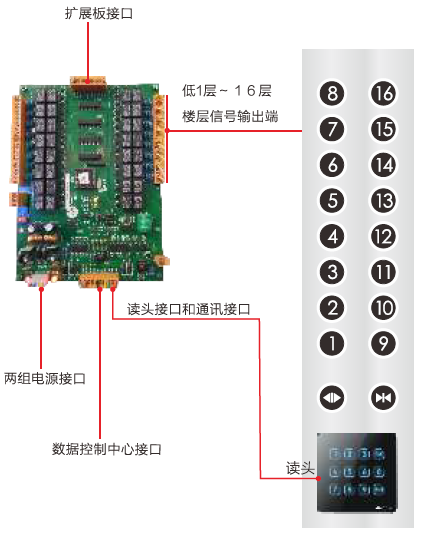 扩展板接口
低1层～１６层
楼层信号输出端
8 16
7 15
6 14
5 13
4 12
3 11
2 10
1 9
读头接口和通讯接口
两组电源接口
数据控制中心接口
读头